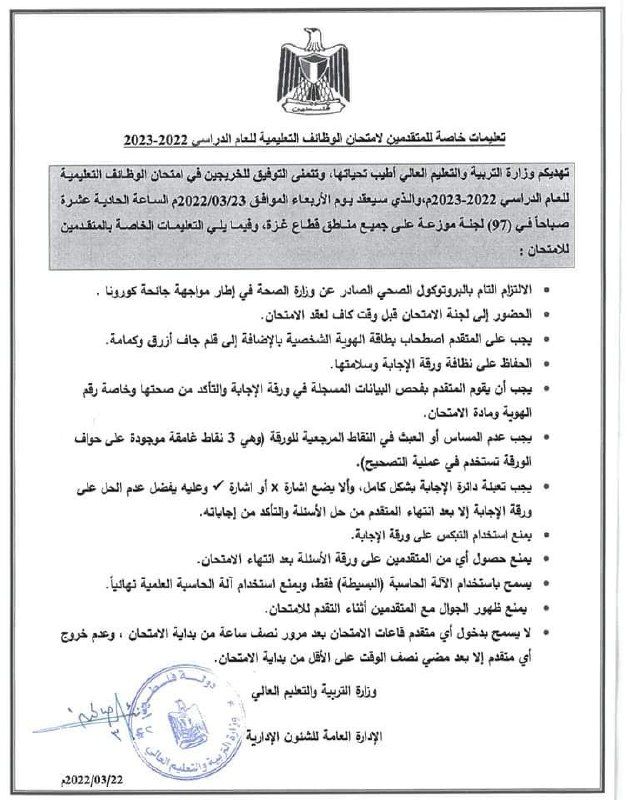 فلسطين
تعليمات خاصة للمتقدمين لامتحان الوظائف التعليمية للعام الدراسي 2022-2023
تهديكم وزارة التربية والتعليم العالي أطيب تحياتها، وتتمنى التوفيق للخريجين في امتحان الوظائف التعليمية
للعام الدراسي 2022-2023م،والذي سيعقد يوم الأربعاء الموافق 2022/03/23م الساعة الحادية عشرة
صباحاً في (97) لجنة موزعة على جميع مناطق قطاع غزة، وفيما يلي التعليمات الخاصة بالمتقدمين
للامتحان :
• الالتزام التام بالبروتوكول الصحي الصادر عن وزارة الصحة في إطار مواجهة جائحة كورونا .
• الحضور إلى لجنة الامتحان قبل وقت كاف لعقد الامتحان.
• يجب على المتقدم اصطحاب بطاقة الهوية الشخصية بالإضافة إلى قلم جاف أزرق وكمامة.
• الحفاظ على نظافة ورقة الإجابة وسلامتها.
• يجب أن يقوم المتقدم بفحص البيانات المسجلة في ورقة الإجابة والتأكد من صحتها وخاصة رقم
الهوية ومادة الامتحان.
• يجب عدم المساس أو العبث في النقاط المرجعية للورقة (وهي 3 نقاط غامقة موجودة على حواف
الورقة تستخدم في عملية التصحيح).
• يجب تعبئة دائرة الإجابة بشكل كامل، وألا يضع اشارة x أو اشارة ✓ وعليه يفضل عدم الحل على
ورقة الإجابة إلا بعد انتهاء المتقدم من حل الأسئلة والتأكد من إجاباته.
• يمنع استخدام التبكس على ورقة الإجابة.
• يمنع حصول أي من المتقدمين على ورقة الأسئلة بعد انتهاء الامتحان.
• يسمح باستخدام الآلة الحاسبة (البسيطة) فقط، ويمنع استخدام آلة الحاسبة العلمية نهائياً.
• يمنع ظهور الجوال مع المتقدمين أثناء التقدم للامتحان.
• لا يسمح بدخول أي متقدم قاعات الامتحان بعد مرور نصف ساعة من بداية الامتحان ، وعدم خروج
أي متقدم إلا بعد مضي نصف الوقت على الأقل من بداية الامتحان.
وزارة التربية والتعليم العالي
الإدارة العامة للشئون الإدارية
دولة فلسطين
وزارة التربية والتعليم العالي
2022/03/22م